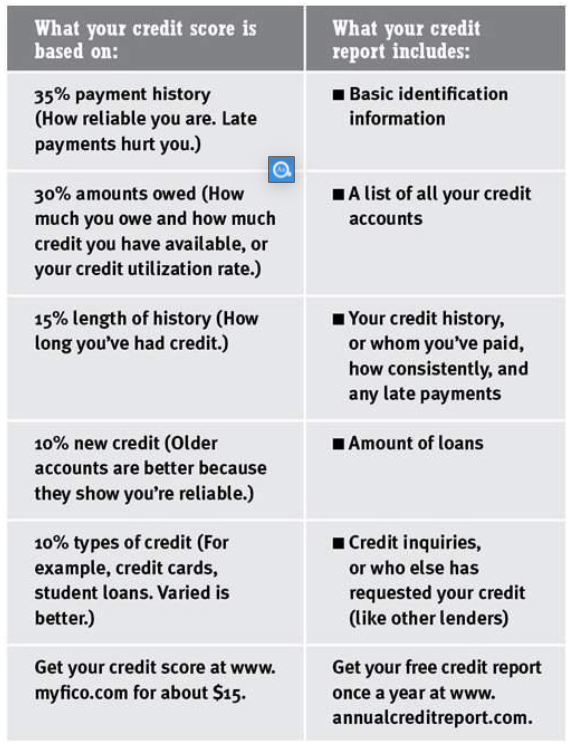 What your credit score is
based on:
What your credit
report includes:
35% payment history
(How reliable you are. Late
payments hurt you.)
■ Basic identification
information
30% amounts owed (How
much you owe and how much
credit you have available, or
your credit utilization rate.)
■ A list of all your credit
accounts
15% length of history (How
long you've had credit.)
■ Your credit history,
or whom you've paid,
how consistently, and
any late payments
10% new credit (Older
accounts are better because
they show you're reliable.)
■ Amount of loans
10% types of credit (For
example, credit cards,
student loans. Varied is
better.)
■ Credit inquiries,
or who else has
requested your credit
(like other lenders)
Get your credit score at www.
myfico.com for about $15.
Get your free credit report
once a year at www.
annualcreditreport.com.